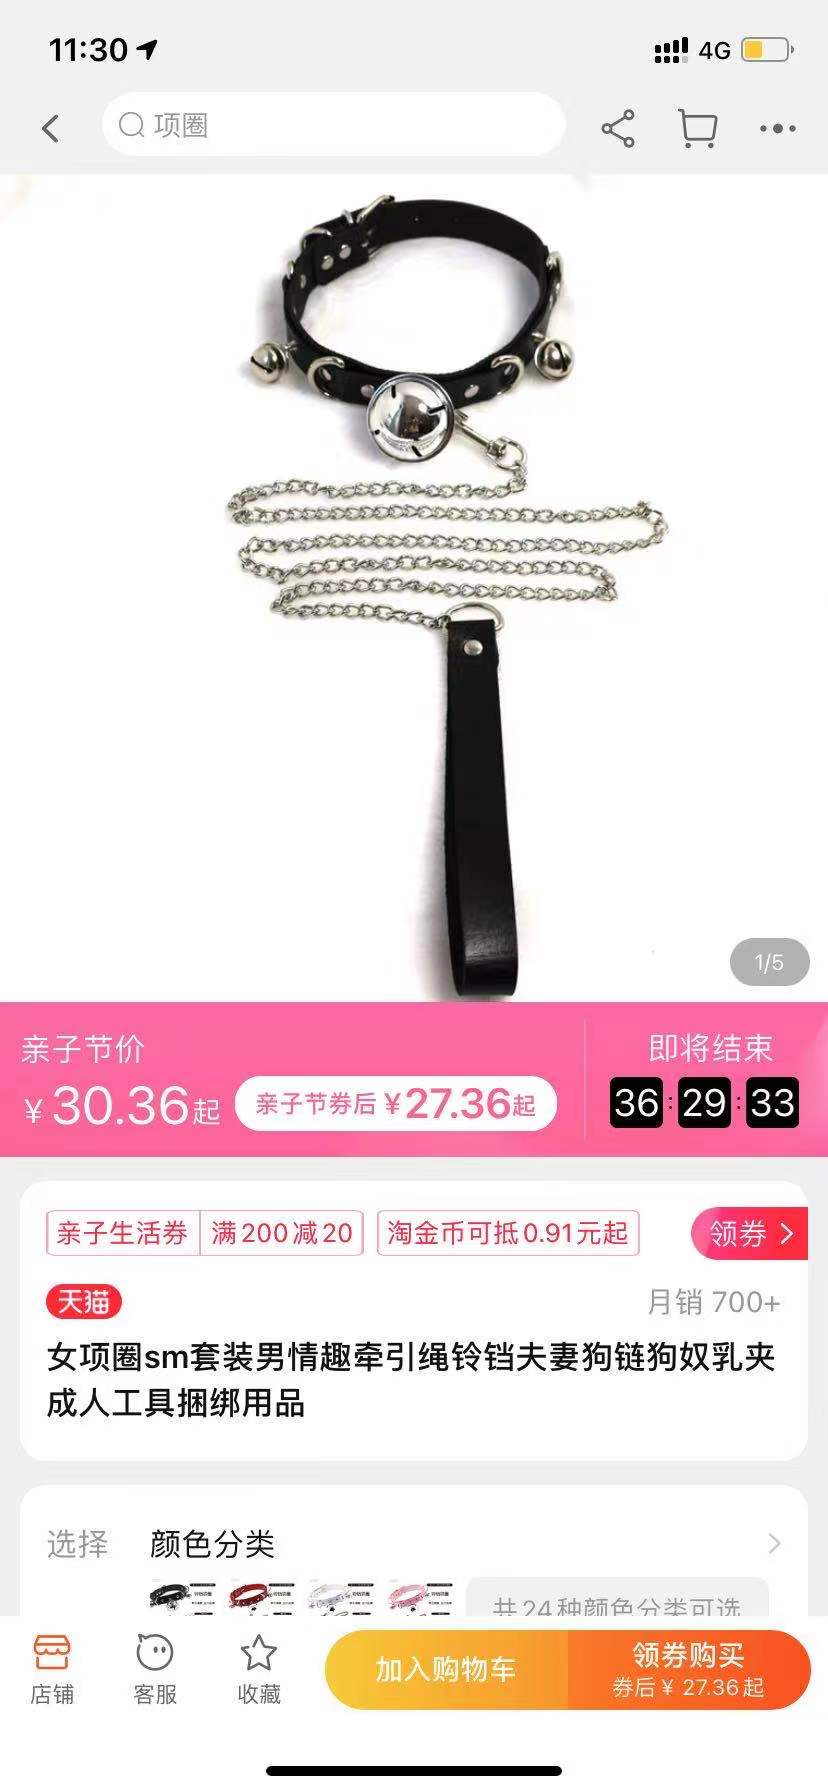 11:30
4G
项圈
1/5
亲子节价
即将结束
¥30.36起
亲子节券后¥27.36起
36:29:33
亲子生活券 满200减20 淘金币可抵0.91元起
领券
天猫
月销 700+
女项圈sm套装男情趣牵引绳铃铛夫妻狗链狗奴乳夹
成人工具捆绑用品
选择 颜色分类
共24种颜色分类可选
店铺
客服
收藏
加入购物车
领券购买
券后¥ 27.36起